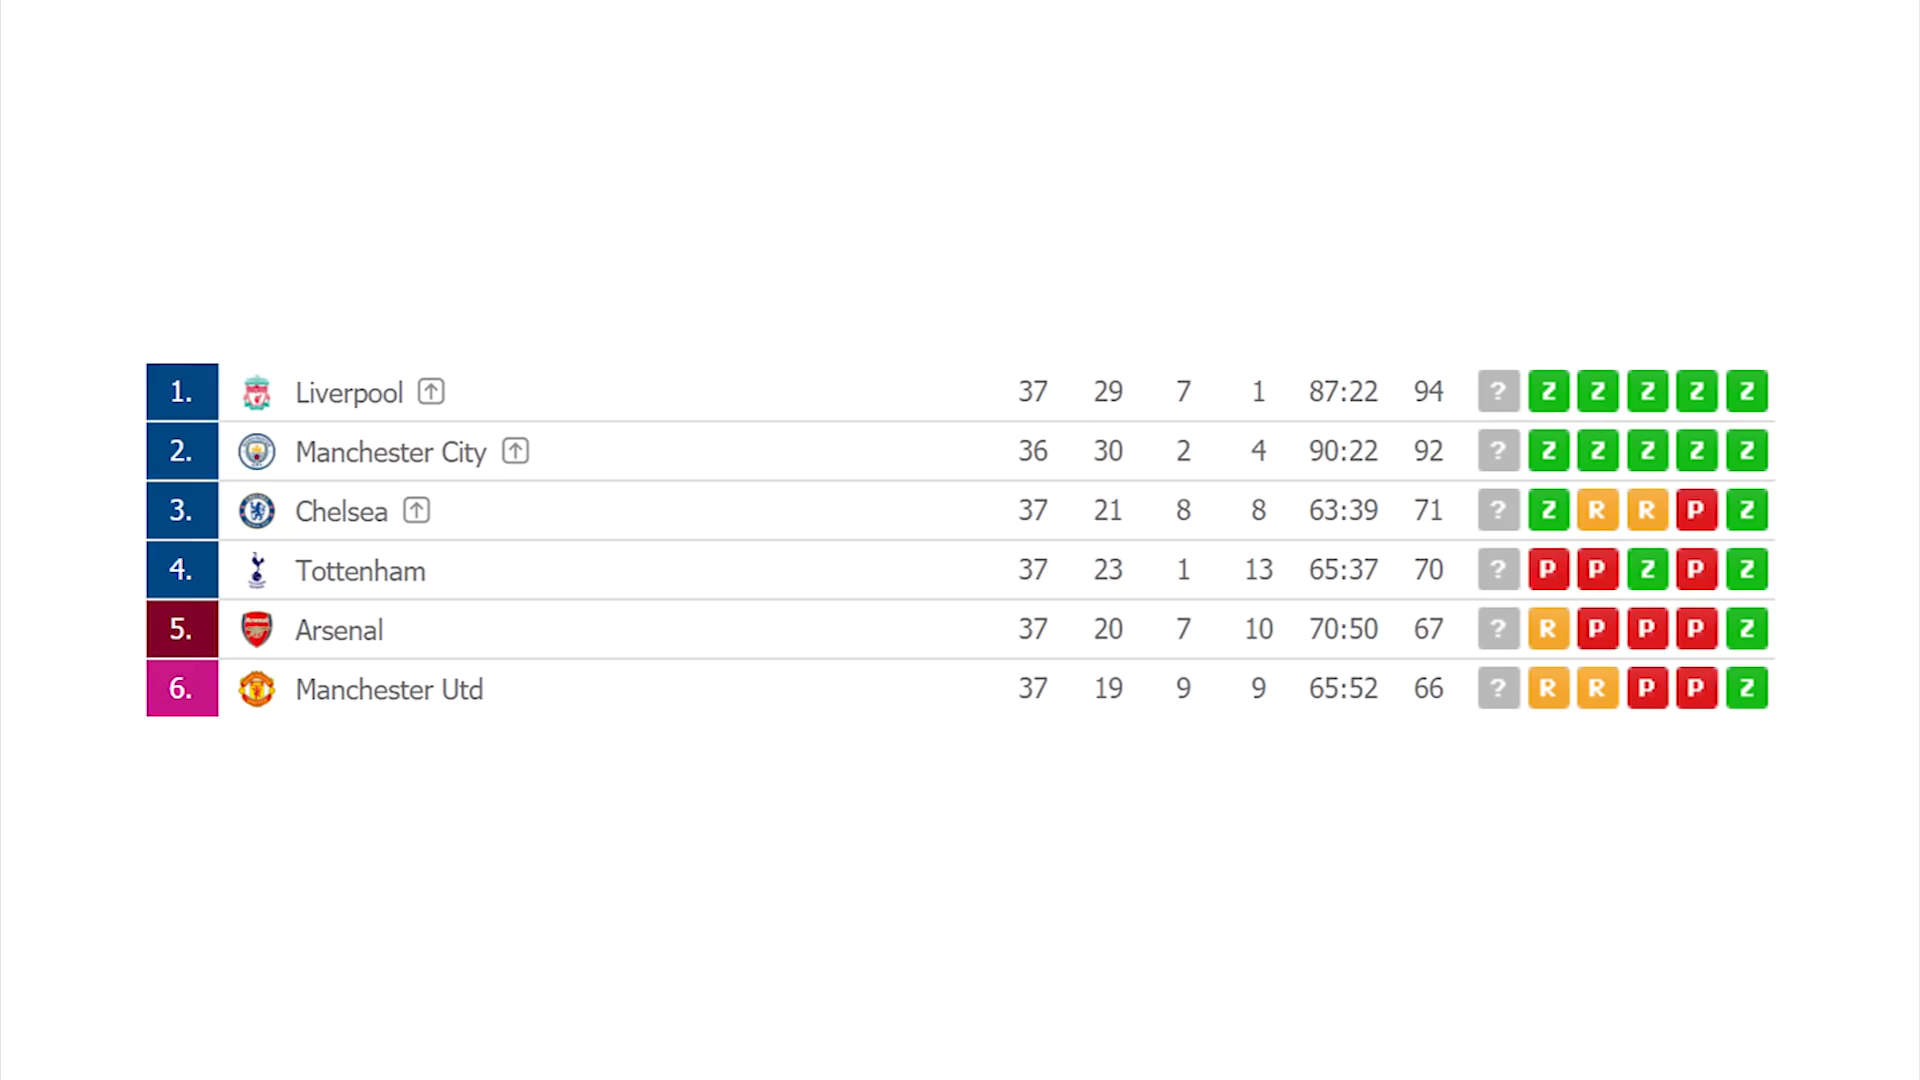 1. Liverpool 37 29 7 1 87:22 94 ? Z Z Z Z Z
2. Manchester City 36 30 2 4 90:22 92 ? Z Z Z Z Z
3. Chelsea 37 21 8 8 63:39 71 ? Z R R P Z
4. Tottenham 37 23 1 13 65:37 70 ? P P Z P Z
5. Arsenal 37 20 7 10 70:50 67 ? R P P P Z
6. Manchester Utd 37 19 9 9 65:52 66 ? R R P P Z